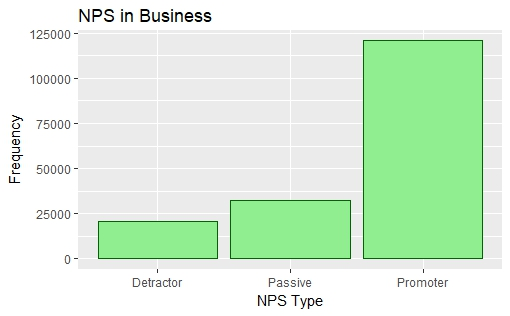 NPS in Business
125000
100000
75000
50000
25000
0
Frequency
Detractor Passive Promoter
NPS Type